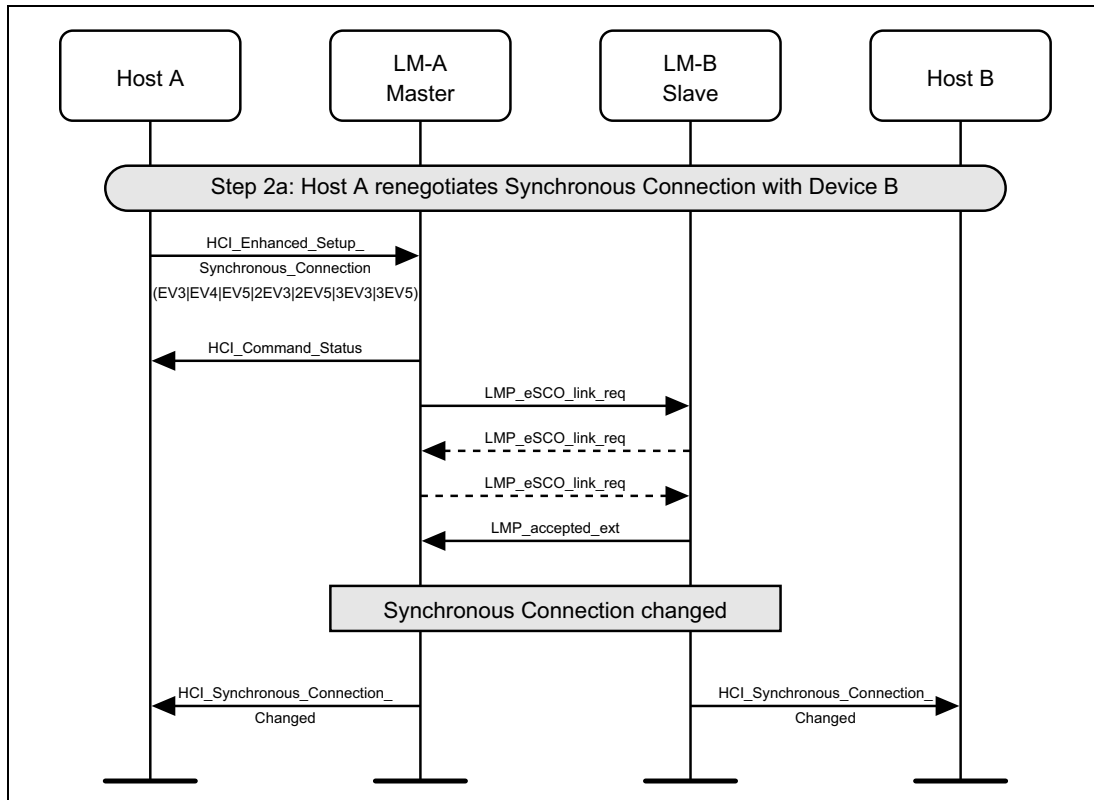 Host A
LM-A
Master
LM-B
Slave
Host B
Step 2a: Host A renegotiates Synchronous Connection with Device B
HCI_Enhanced_Setup_
Synchronous_Connection
(EV3|EV4|EV5|2EV3|2EV5|3EV3|3EV5)
HCI_Command_Status
LMP_eSCO_link_req
LMP_eSCO_link_req
LMP_eSCO_link_req
LMP_accepted_ext
Synchronous Connection changed
HCI_Synchronous_Connection_
Changed
HCI_Synchronous_Connection_
Changed